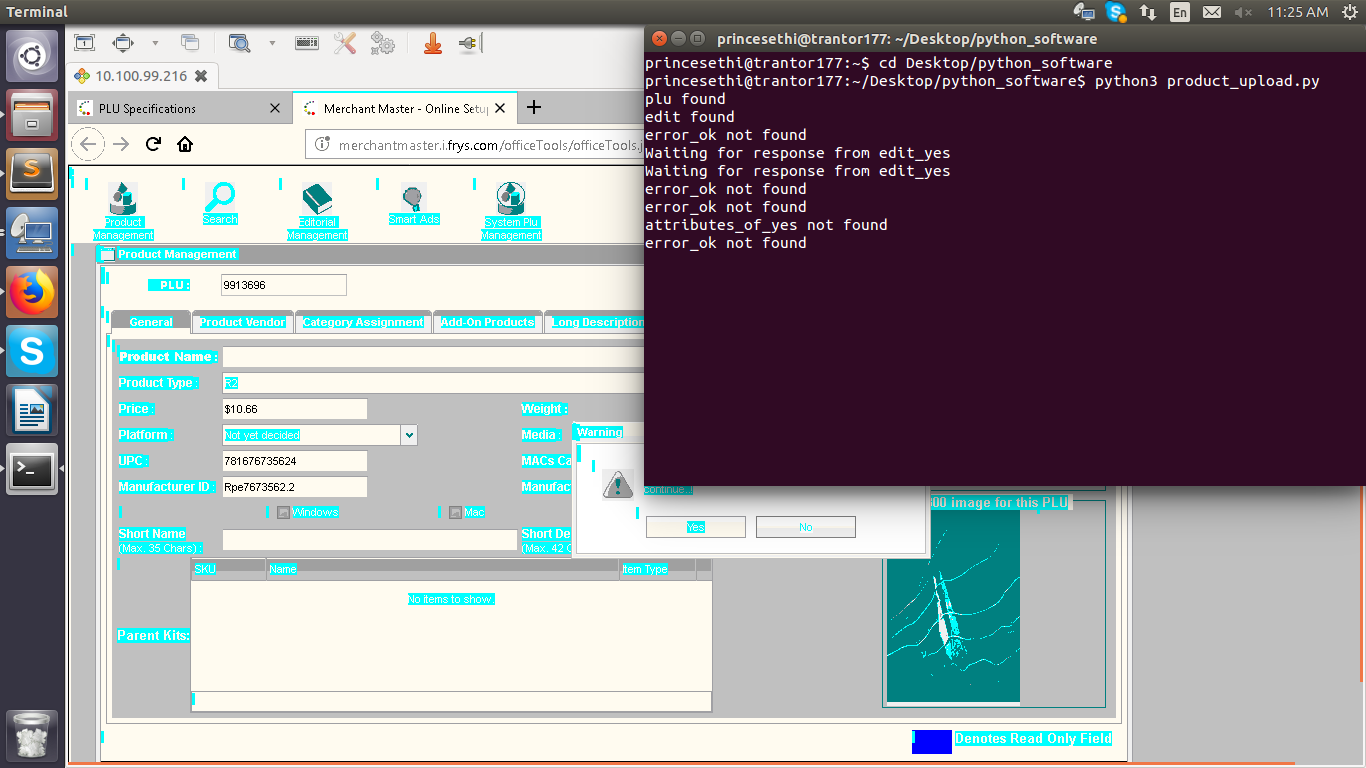 Terminal
En
11:25 AM
10.100.99.216
PLU Specifications
Merchant Master - Online Setup
merchantmaster.i.frys.com/officeTools/officeTools.j
Product
Management
Search
Editorial
Management
Smart Ads
System Plu
Management
Product Management
PLU :
9913696
General
Product Vendor
Category Assignment
Add-On Products
Long Description
Product Name :
Product Type :
R2
Price :
$10.66
Weight :
Platform :
Not yet decided
Media :
UPC :
781676735624
MACs Ca
Manufacturer ID :
Rpe7673562.2
Manufac
Windows
Mac
Short Name
(Max. 35 Chars) :
Short De
(Max. 42 C
SKU
Name
Item Type
No items to show.
Parent Kits:
Warning
continue..!
Yes
No
00 image for this PLU
Denotes Read Only Field
princesethi@trantor177: ~/Desktop/python_software
princesethi@trantor177:~$ cd Desktop/python_software
princesethi@trantor177:~/Desktop/python_software$ python3 product_upload.py
plu found
edit found
error_ok not found
Waiting for response from edit_yes
Waiting for response from edit_yes
error_ok not found
error_ok not found
attributes_of_yes not found
error_ok not found